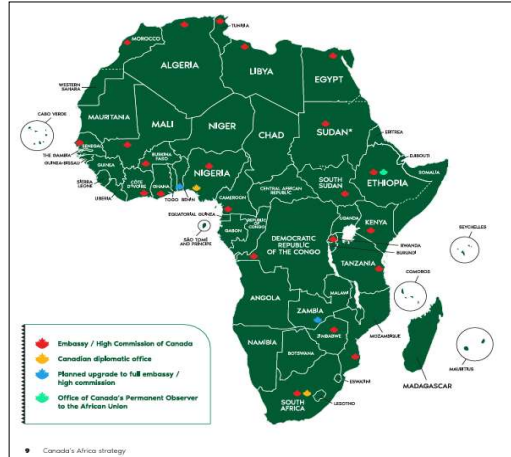 TUNISIA
MOROCCO
ALGERIA
LIBYA
EGYPT
WESTERN
SAHARA
CABO VERDE
MAURITANIA
MALI
NIGER
CHAD
SUDAN*
ERITREA
SENEGAL
THE GAMBIA
GUINEA-BISSAU
GUINEA
BURKINA
FASO
DJIBOUTI
SIERRA
LEONE
CÔTE
D'IVOIRE
GHANA
NIGERIA
SOUTH
SUDAN
ETHIOPIA
SOMALIA
LIBERIA
TOGO
BENIN
CAMEROON
CENTRAL AFRICAN REPUBLIC
EQUATORIAL GUINEA
UGANDA
KENYA
SEYCHELLES
GABON
REPUBLIC
OF CONGO
DEMOCRATIC
REPUBLIC
OF THE CONGO
SÃO TOMÉ
AND PRÍNCIPE
RWANDA
BURUNDI
TANZANIA
COMOROS
ANGOLA
MALAWI
ZAMBIA
MOZAMBIQUE
ZIMBABWE
NAMIBIA
BOTSWANA
MAURITIUS
MADAGASCAR
ESWATINI
SOUTH
AFRICA
LESOTHO
Embassy / High Commission of Canada
Canadian diplomatic office
Planned upgrade to full embassy /
high commission
Office of Canada's Permanent Observer
to the African Union
9 Canada's Africa strategy